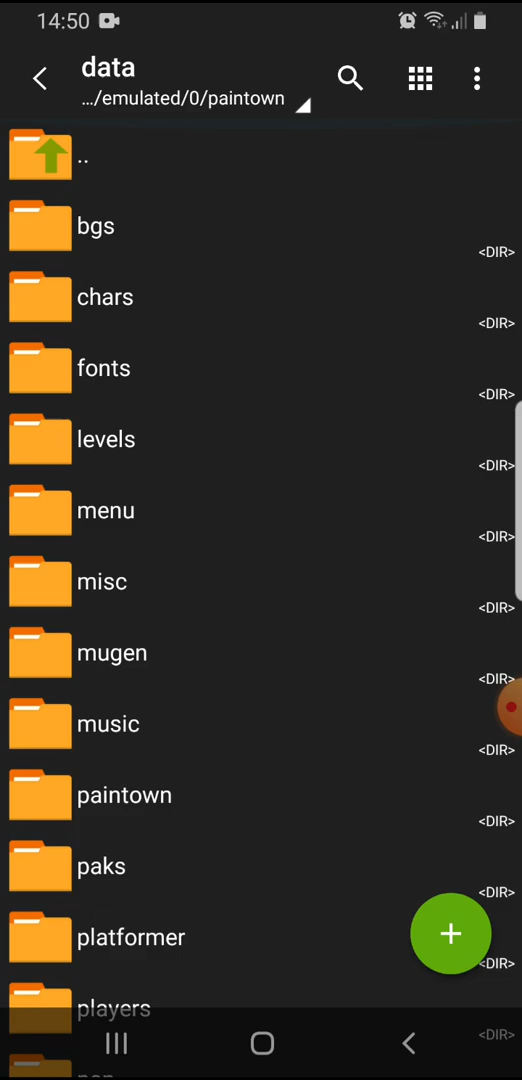 14:50
data
.../emulated/0/paintown
..
bgs
<DIR>
chars
<DIR>
fonts
<DIR>
levels
<DIR>
menu
<DIR>
misc
<DIR>
mugen
<DIR>
music
<DIR>
paintown
<DIR>
paks
<DIR>
platformer
<DIR>
players
<DIR>